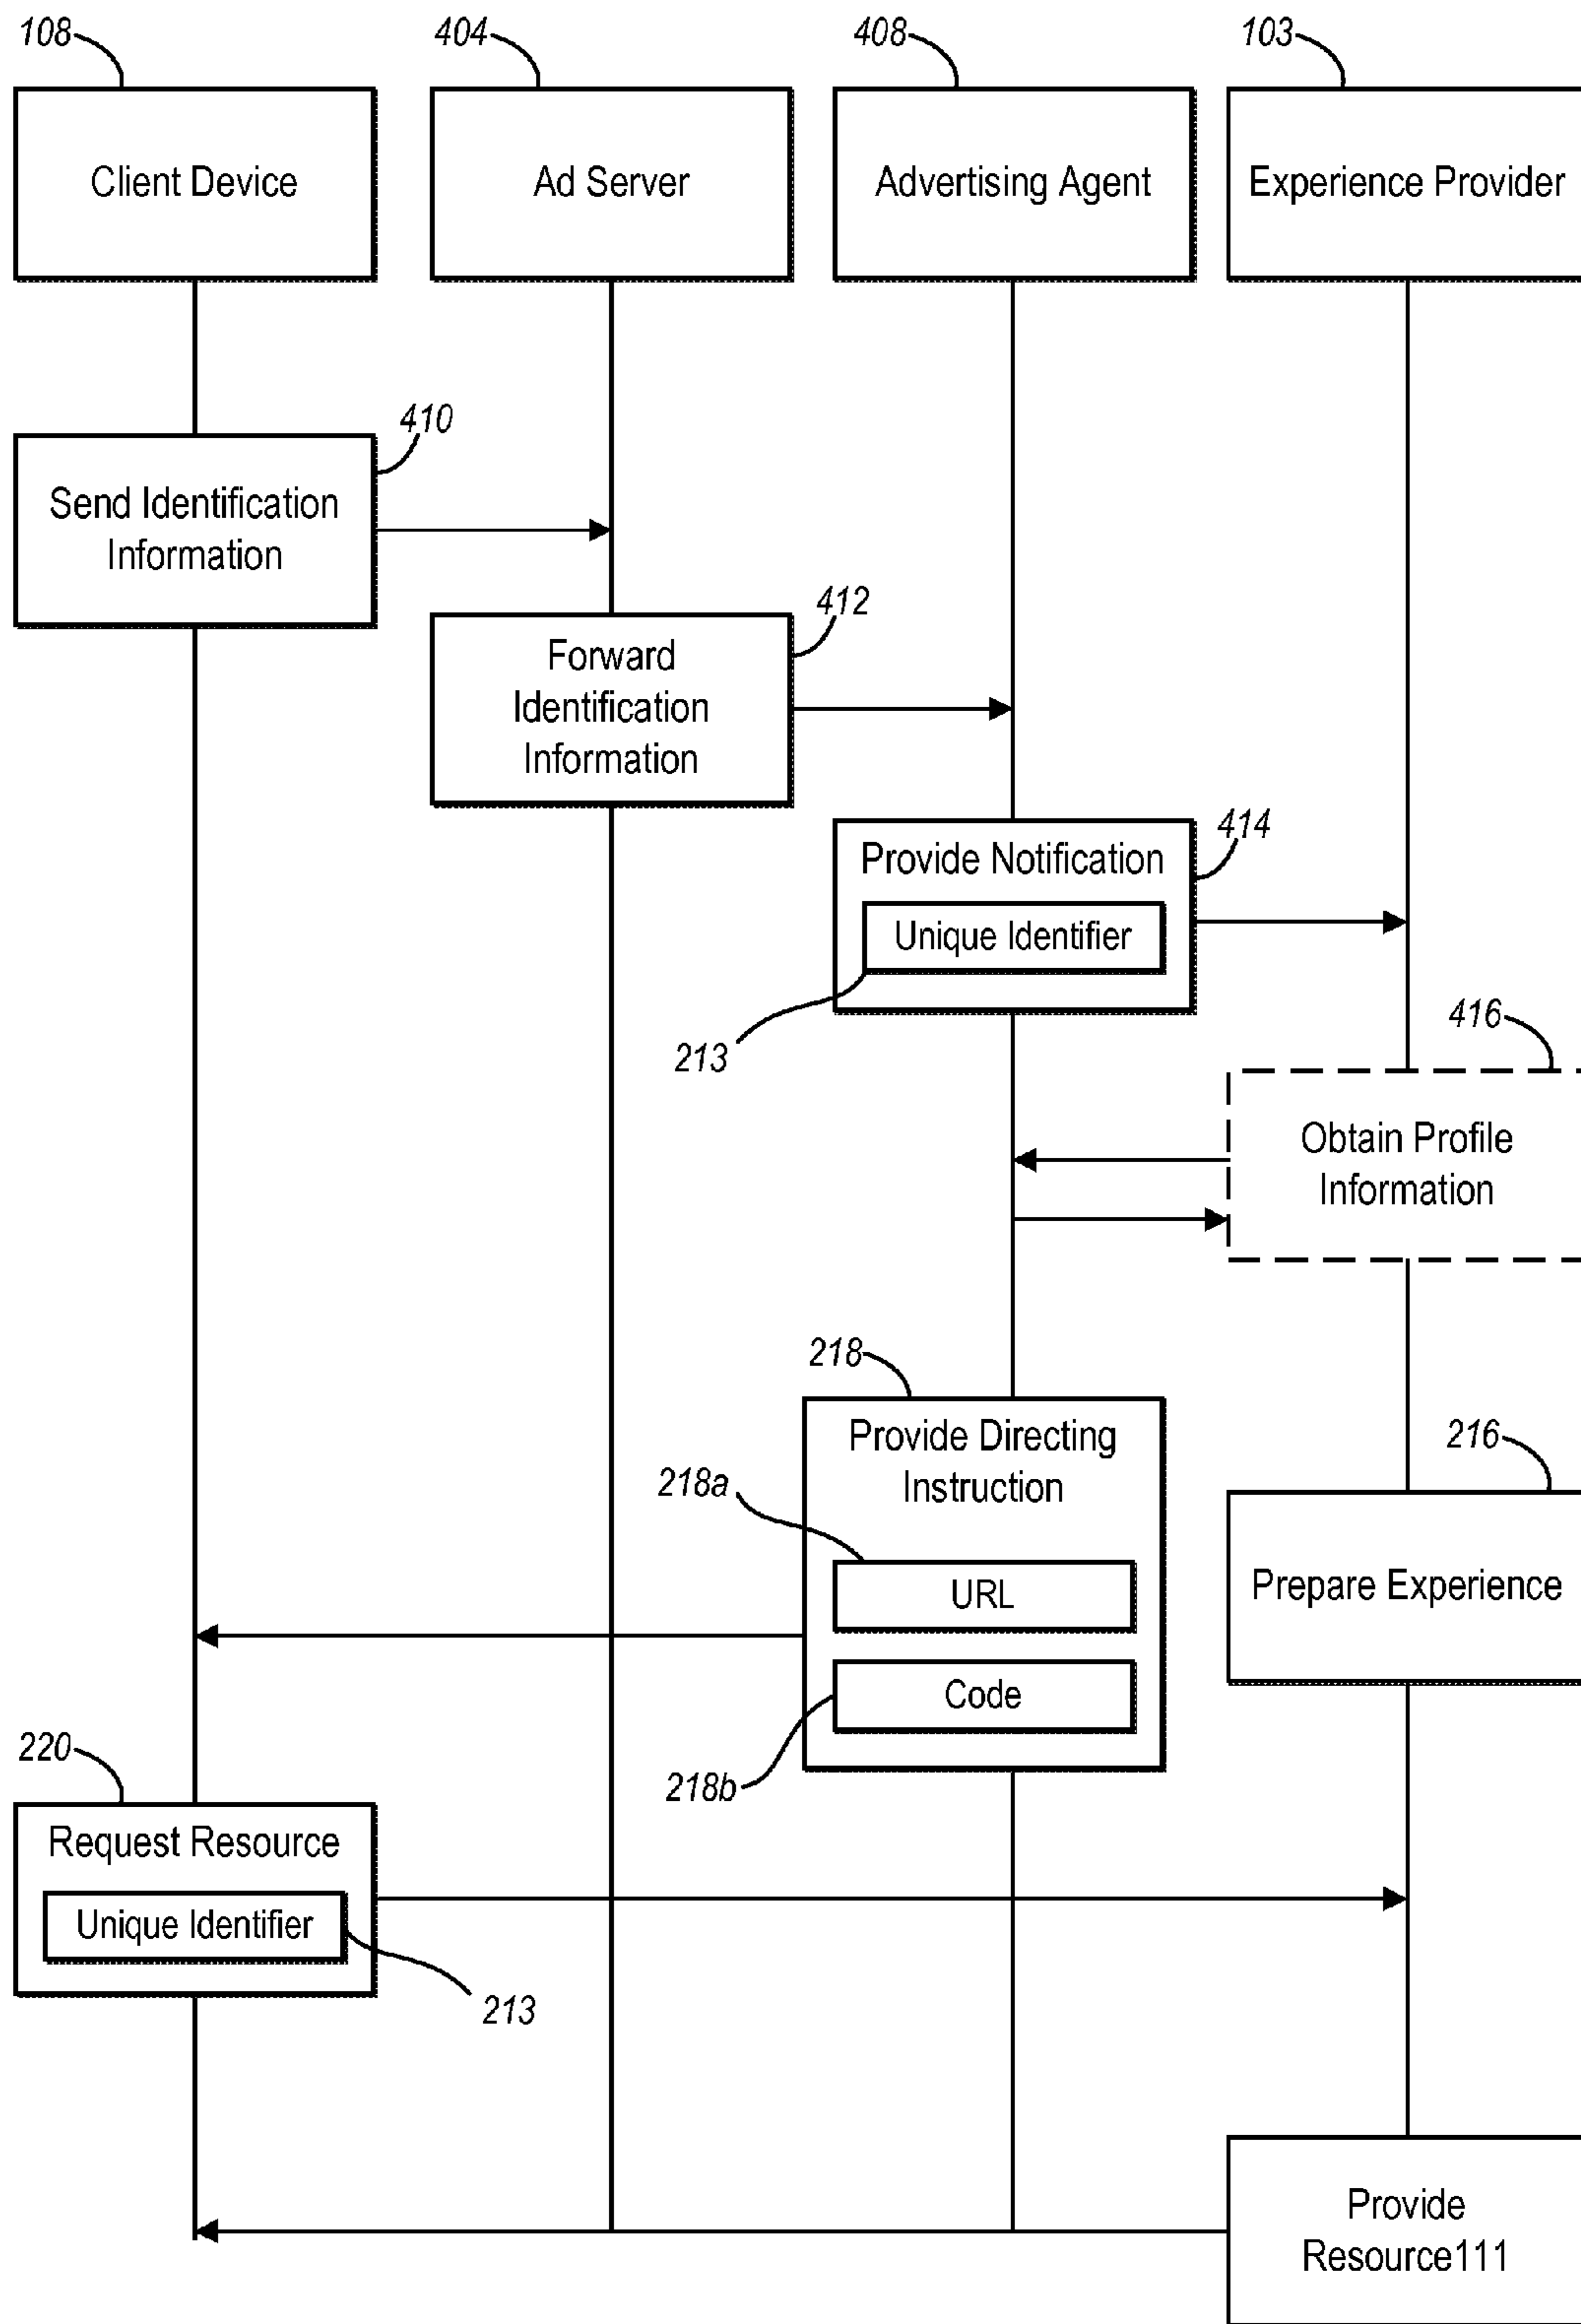 108
404
408
103
Client Device
Ad Server
Advertising Agent
Experience Provider
410
Send Identification
Information
412
Forward
Identification
Information
414
Provide Notification
Unique Identifier
213
416
Obtain Profile
Information
218
Provide Directing
Instruction
218a
URL
Code
218b
216
Prepare Experience
220
Request Resource
Unique Identifier
213
Provide
Resource111